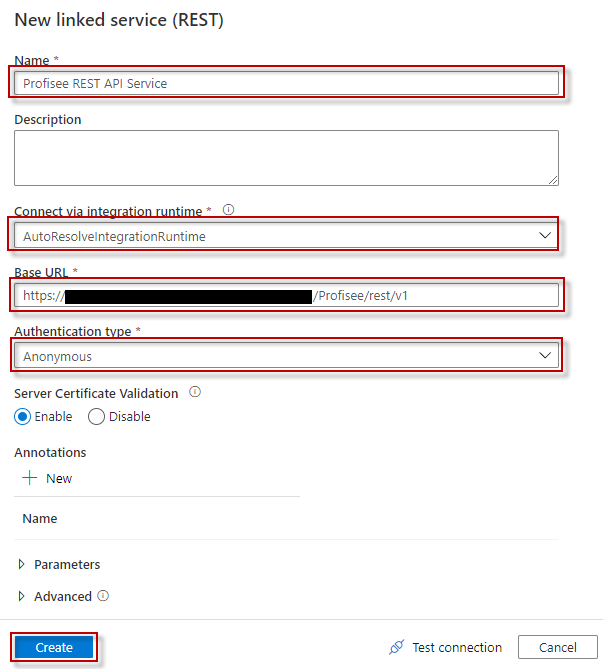 New linked service (REST)
Name *
Profisee REST API Service
Description
Connect via integration runtime *
AutoResolveIntegrationRuntime
Base URL *
https:// /Profisee/rest/v1
Authentication type *
Anonymous
Server Certificate Validation
Enable Disable
Annotations
New
Name
Parameters
Advanced
Create Test connection Cancel